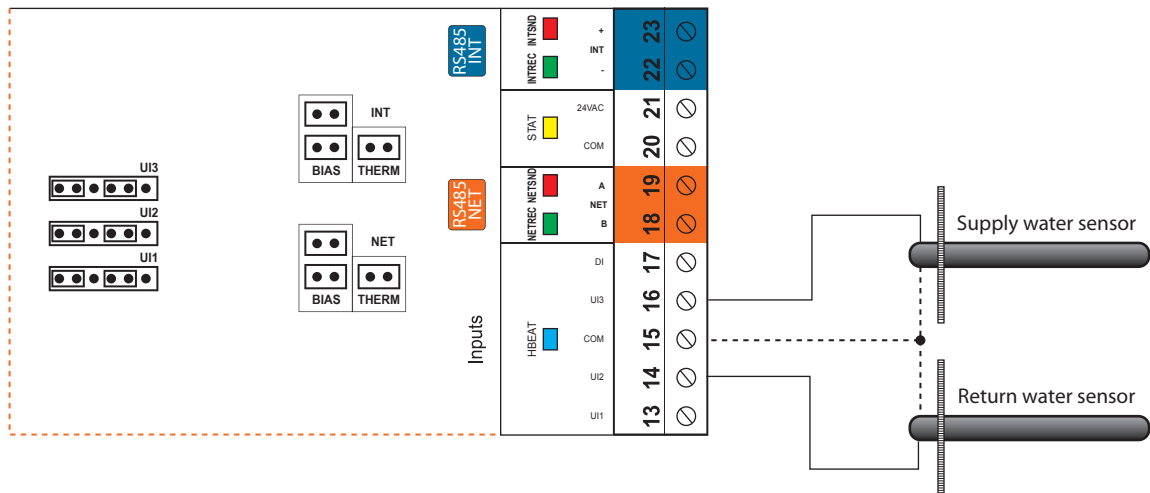 RS485 INT
INTREC INTSND
+
INT
-
23
22
STAT
24VAC
COM
21
20
RS485 NET
NETREC NETSND
A
NET
B
19
18
Inputs
HBEAT
DI
UI3
COM
UI2
UI1
17
16
15
14
13
INT
BIAS THERM
NET
BIAS THERM
UI3
UI2
UI1
Supply water sensor
Return water sensor